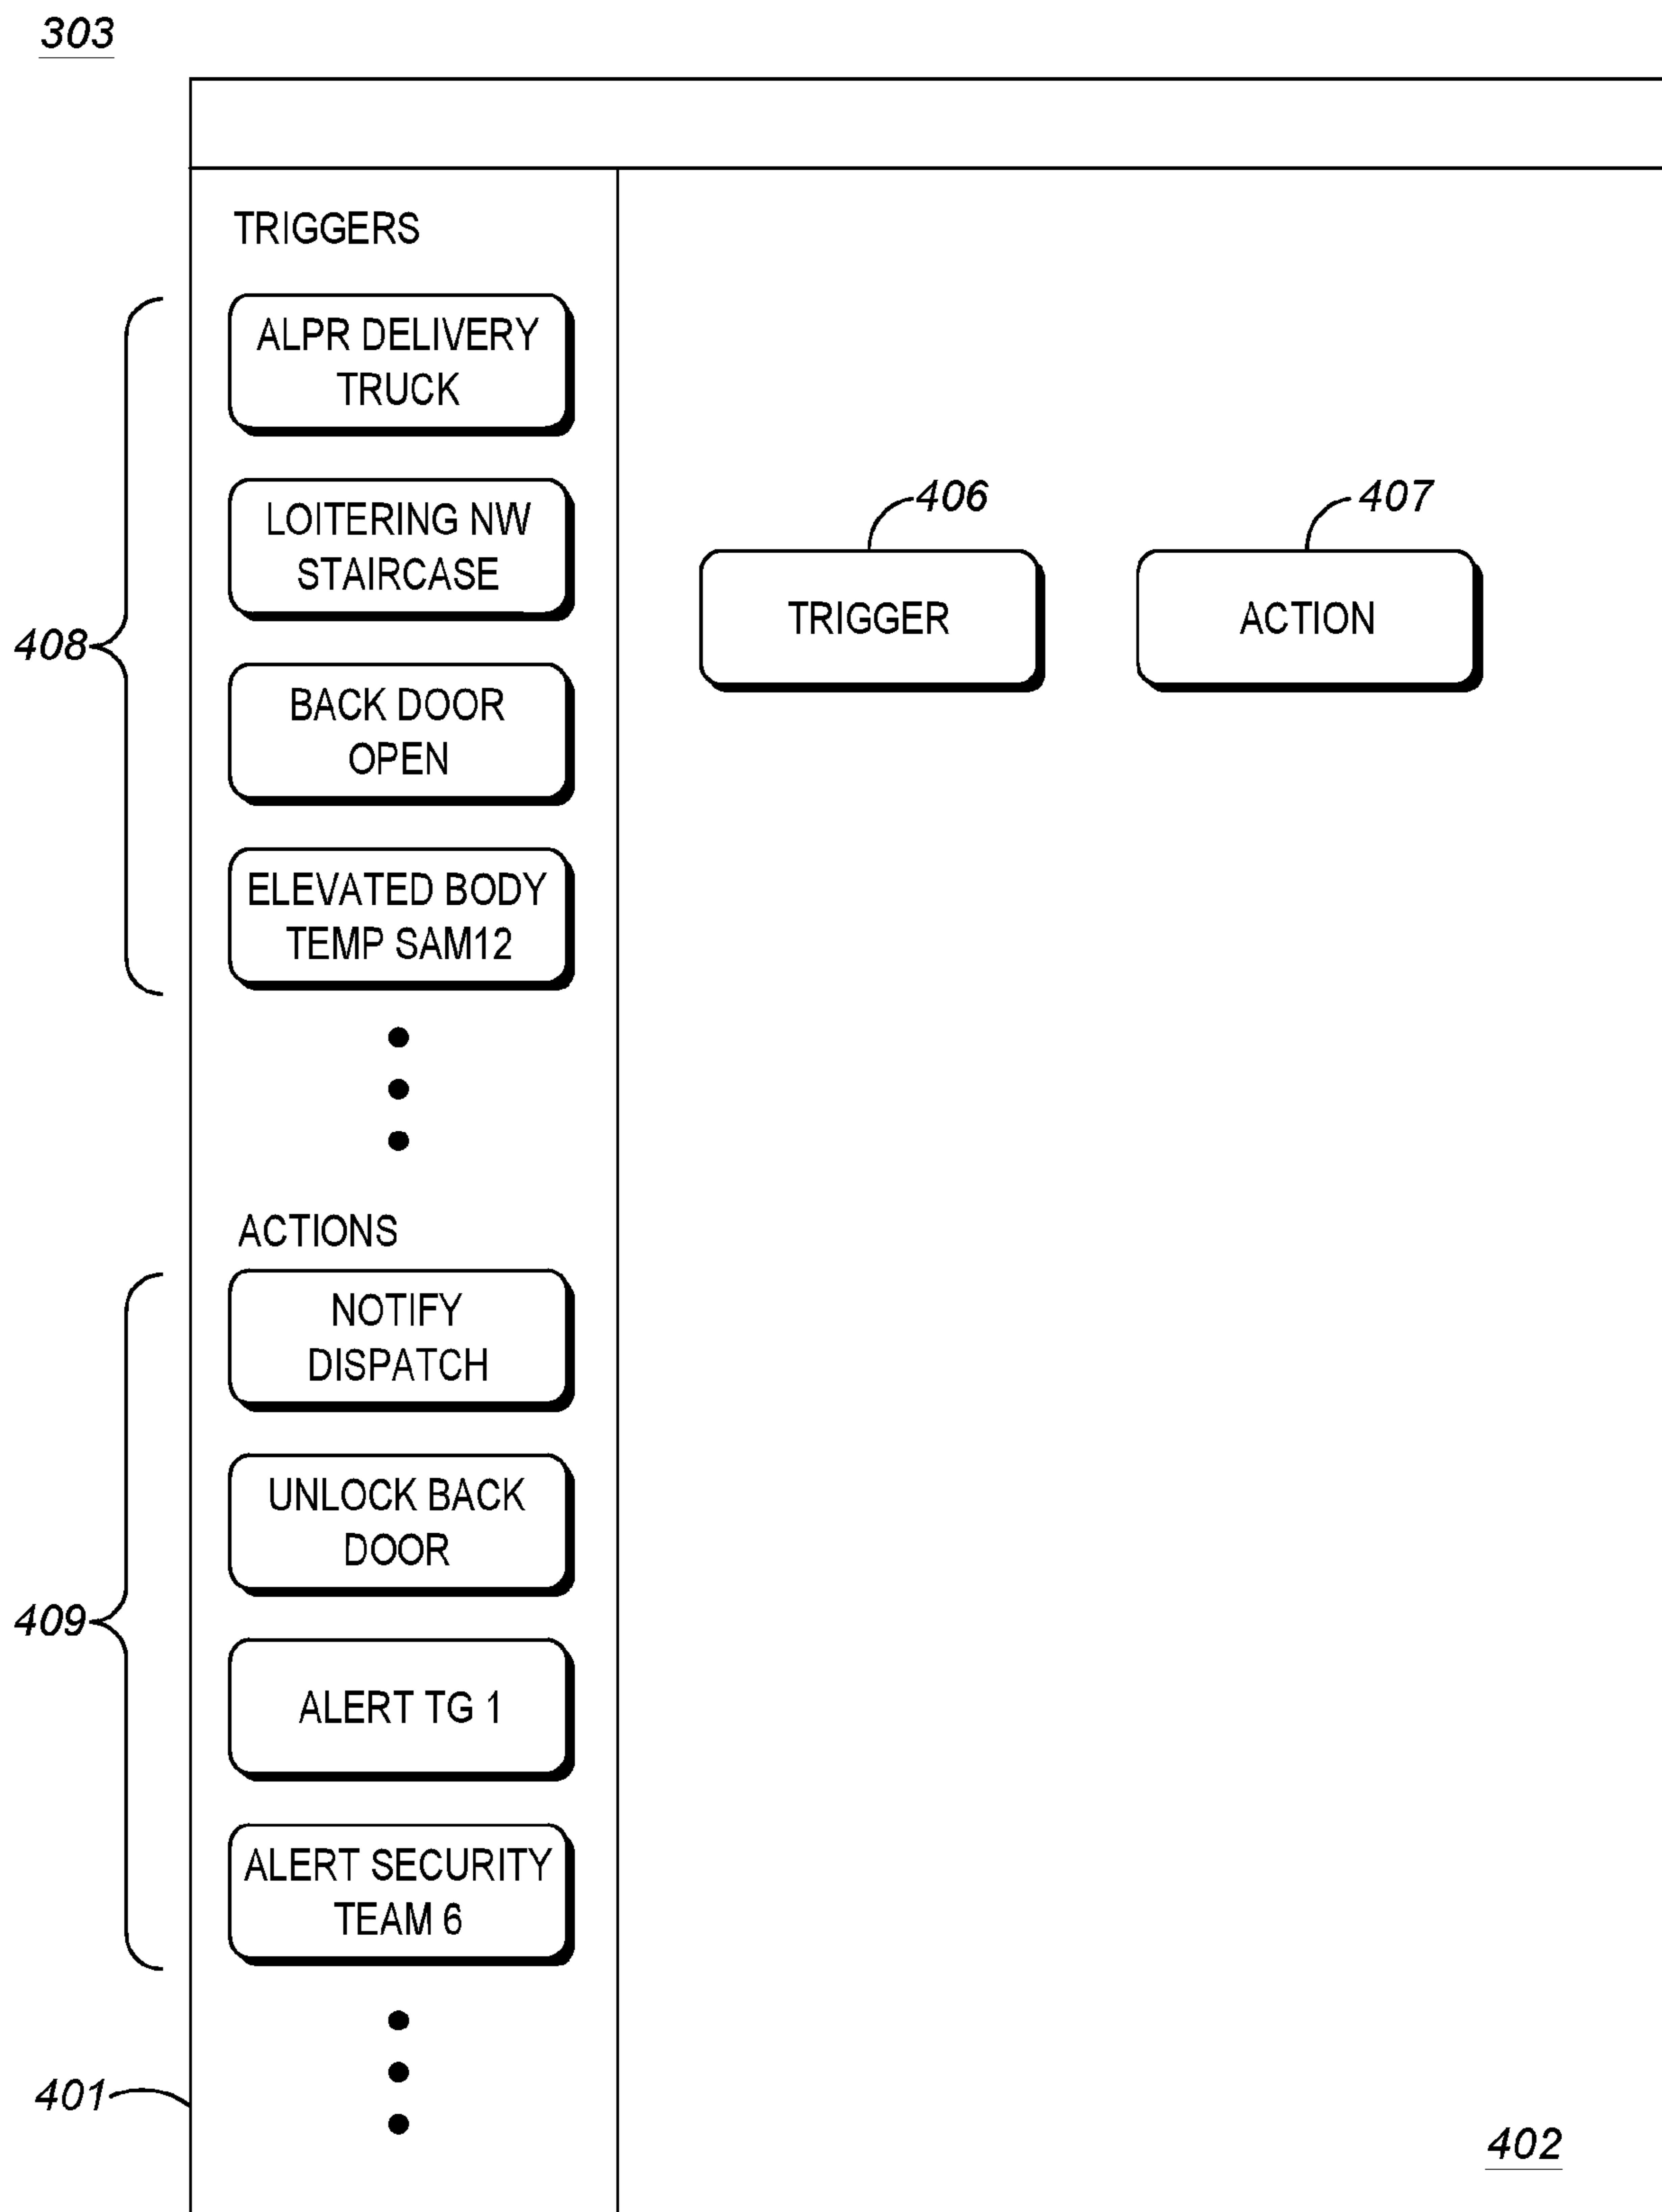 303
TRIGGERS
408
ALPR DELIVERY
TRUCK
LOITERING NW
STAIRCASE
BACK DOOR
OPEN
ELEVATED BODY
TEMP SAM12
406
TRIGGER
407
ACTION
ACTIONS
409
NOTIFY
DISPATCH
UNLOCK BACK
DOOR
ALERT TG 1
ALERT SECURITY
TEAM 6
401
402